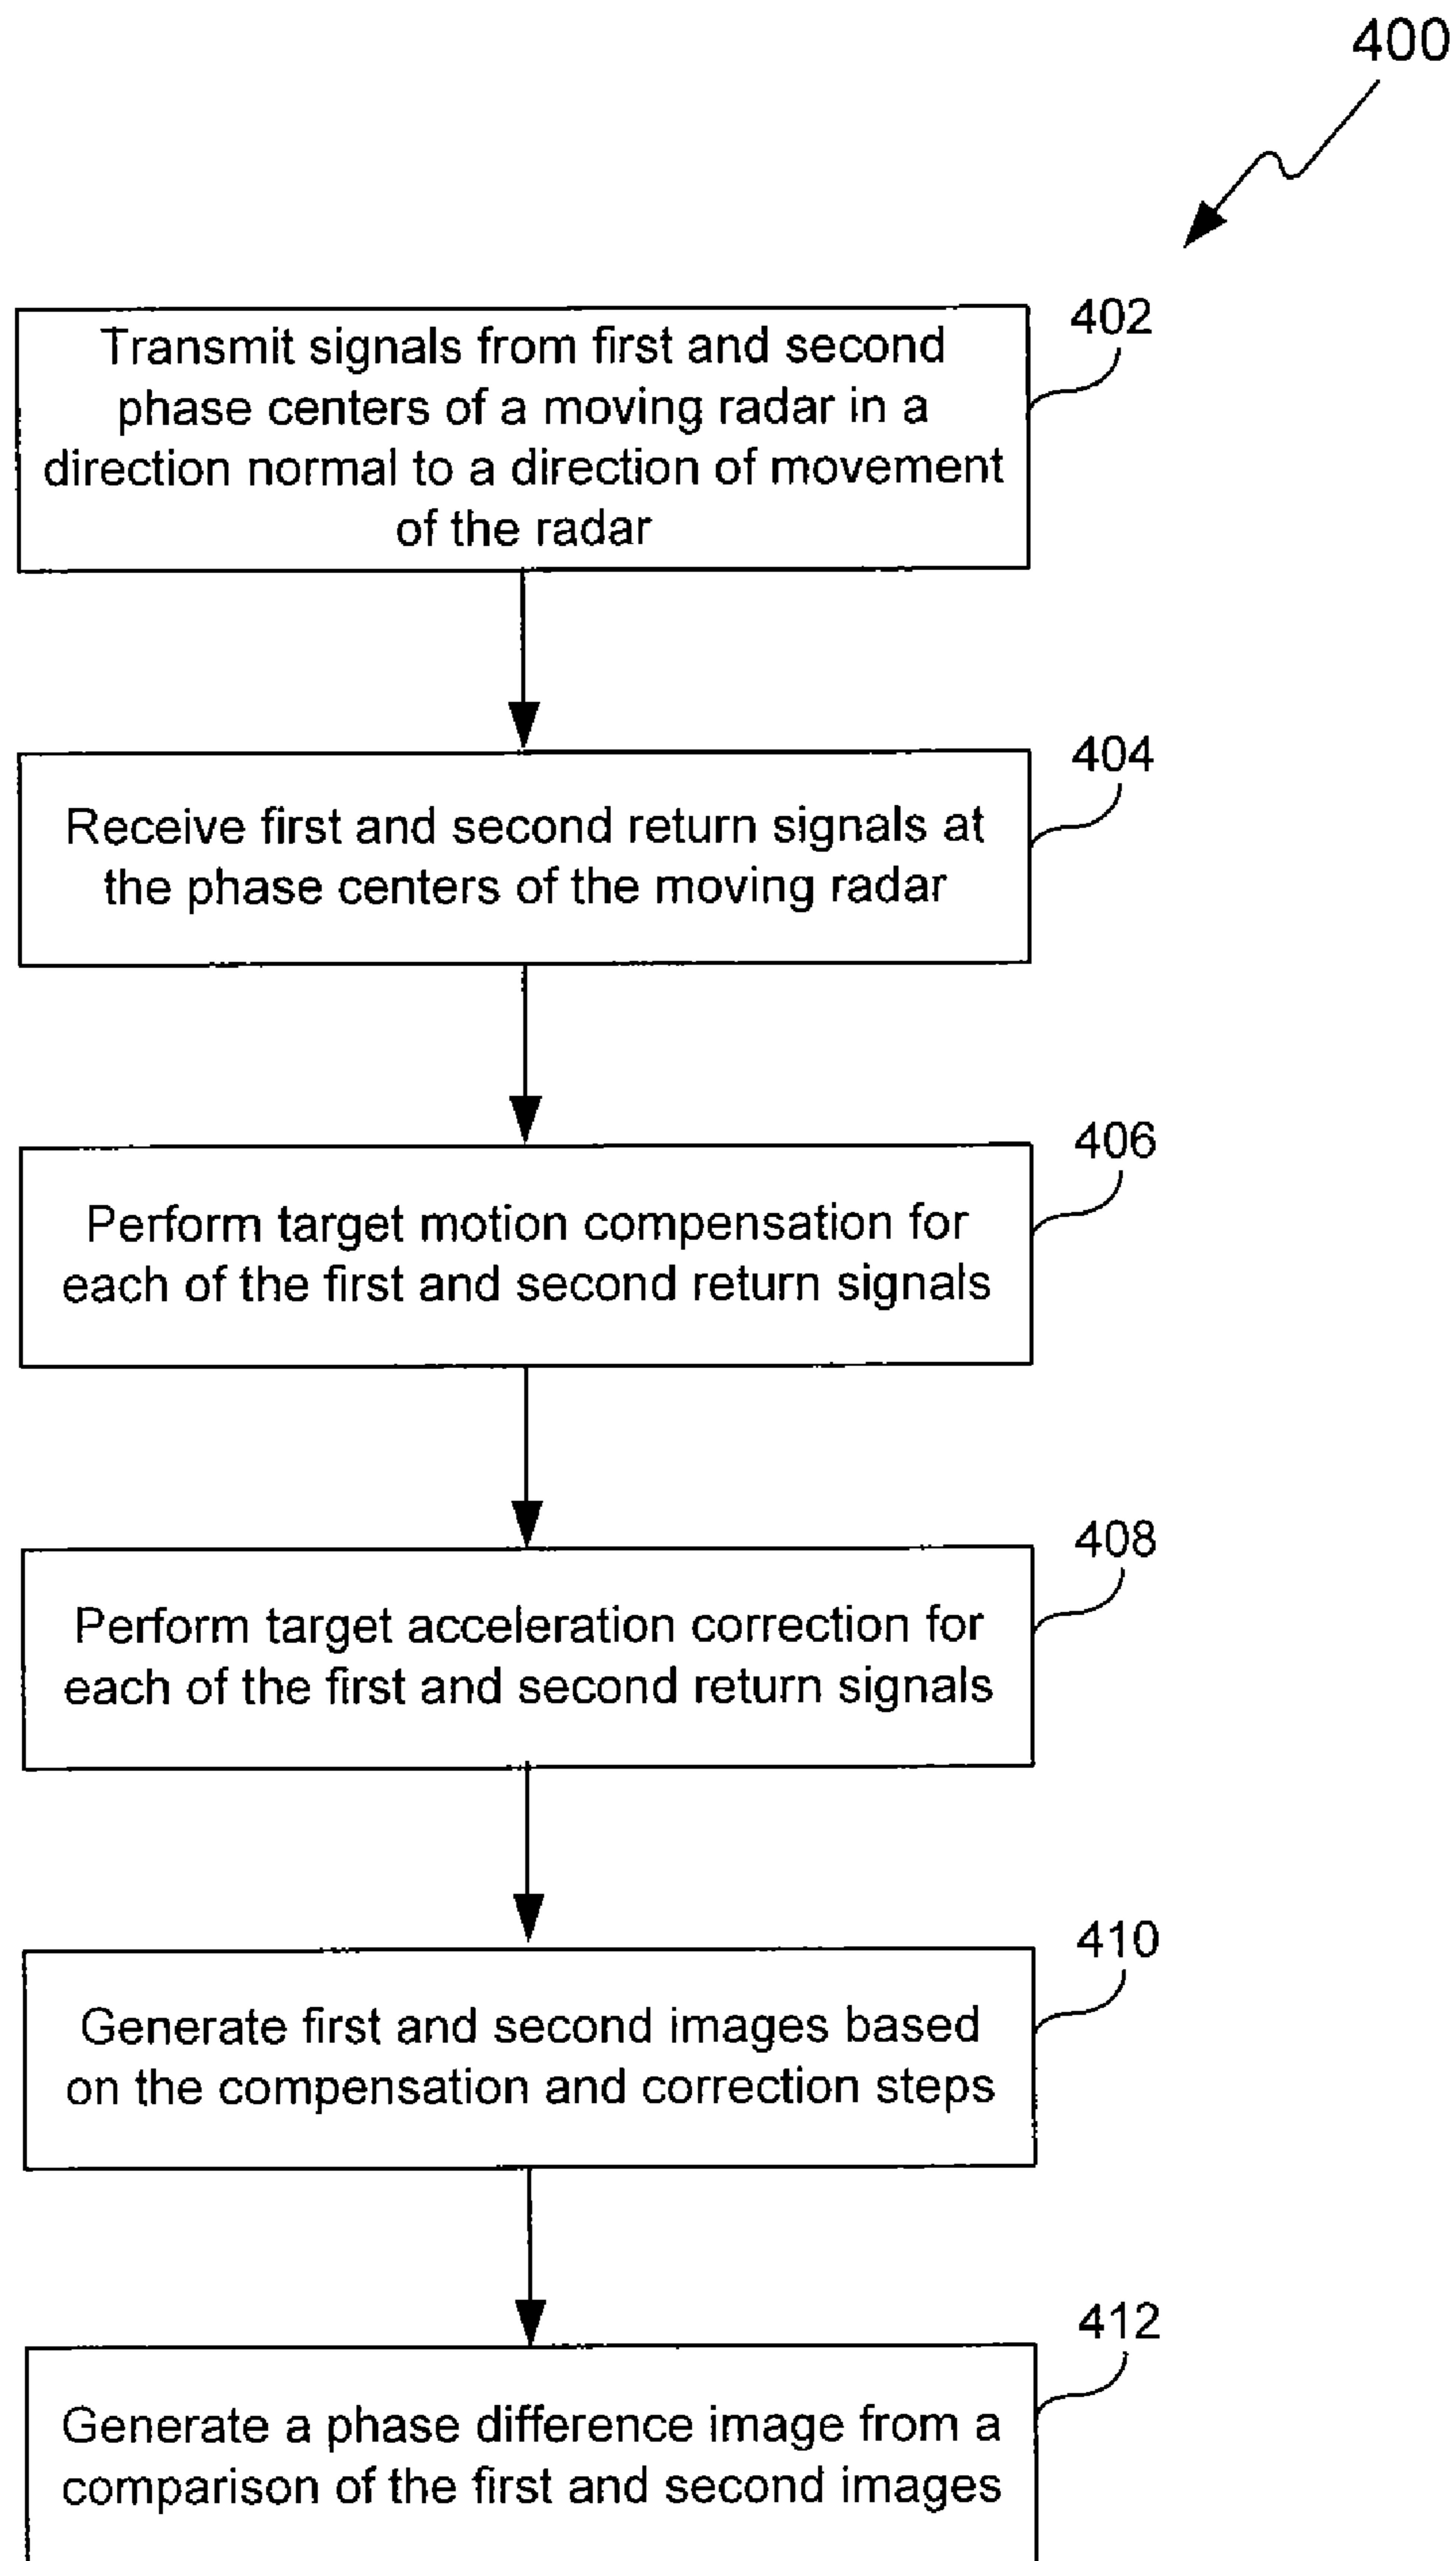 400
402
Transmit signals from first and second
phase centers of a moving radar in a
direction normal to a direction of movement
of the radar
404
Receive first and second return signals at
the phase centers of the moving radar
406
Perform target motion compensation for
each of the first and second return signals
408
Perform target acceleration correction for
each of the first and second return signals
410
Generate first and second images based
on the compensation and correction steps
412
Generate a phase difference image from a
comparison of the first and second images